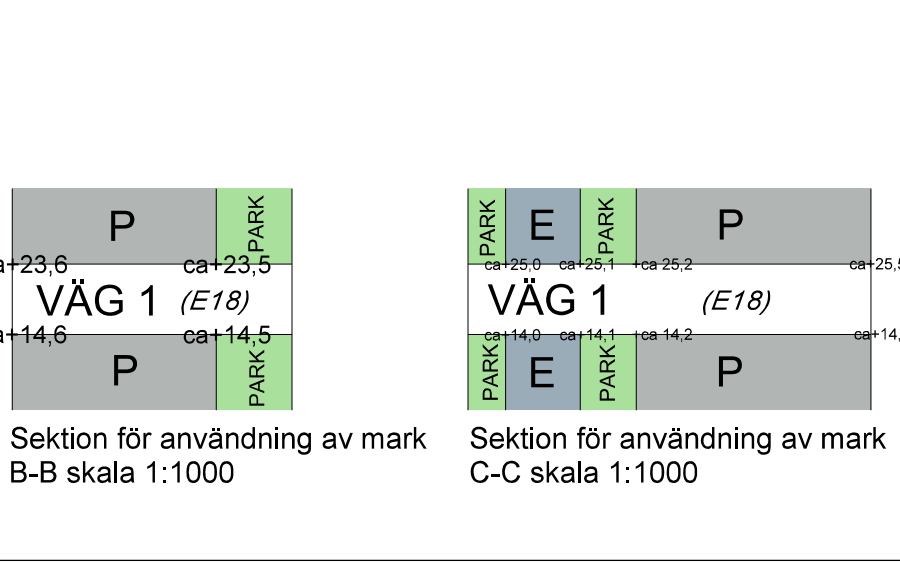 P
PARK
a+23,6
ca+23,5
VÄG 1 (E18)
a+14,6
ca+14,5
P
PARK
Sektion för användning av mark
B-B skala 1:1000
PARK
E
PARK
P
ca+25,0
ca+25,1
+ca 25,2
ca+25,5
VÄG 1
(E18)
ca+14,0
ca+14,1
+ca 14,2
ca+14,
PARK
E
PARK
P
Sektion för användning av mark
C-C skala 1:1000